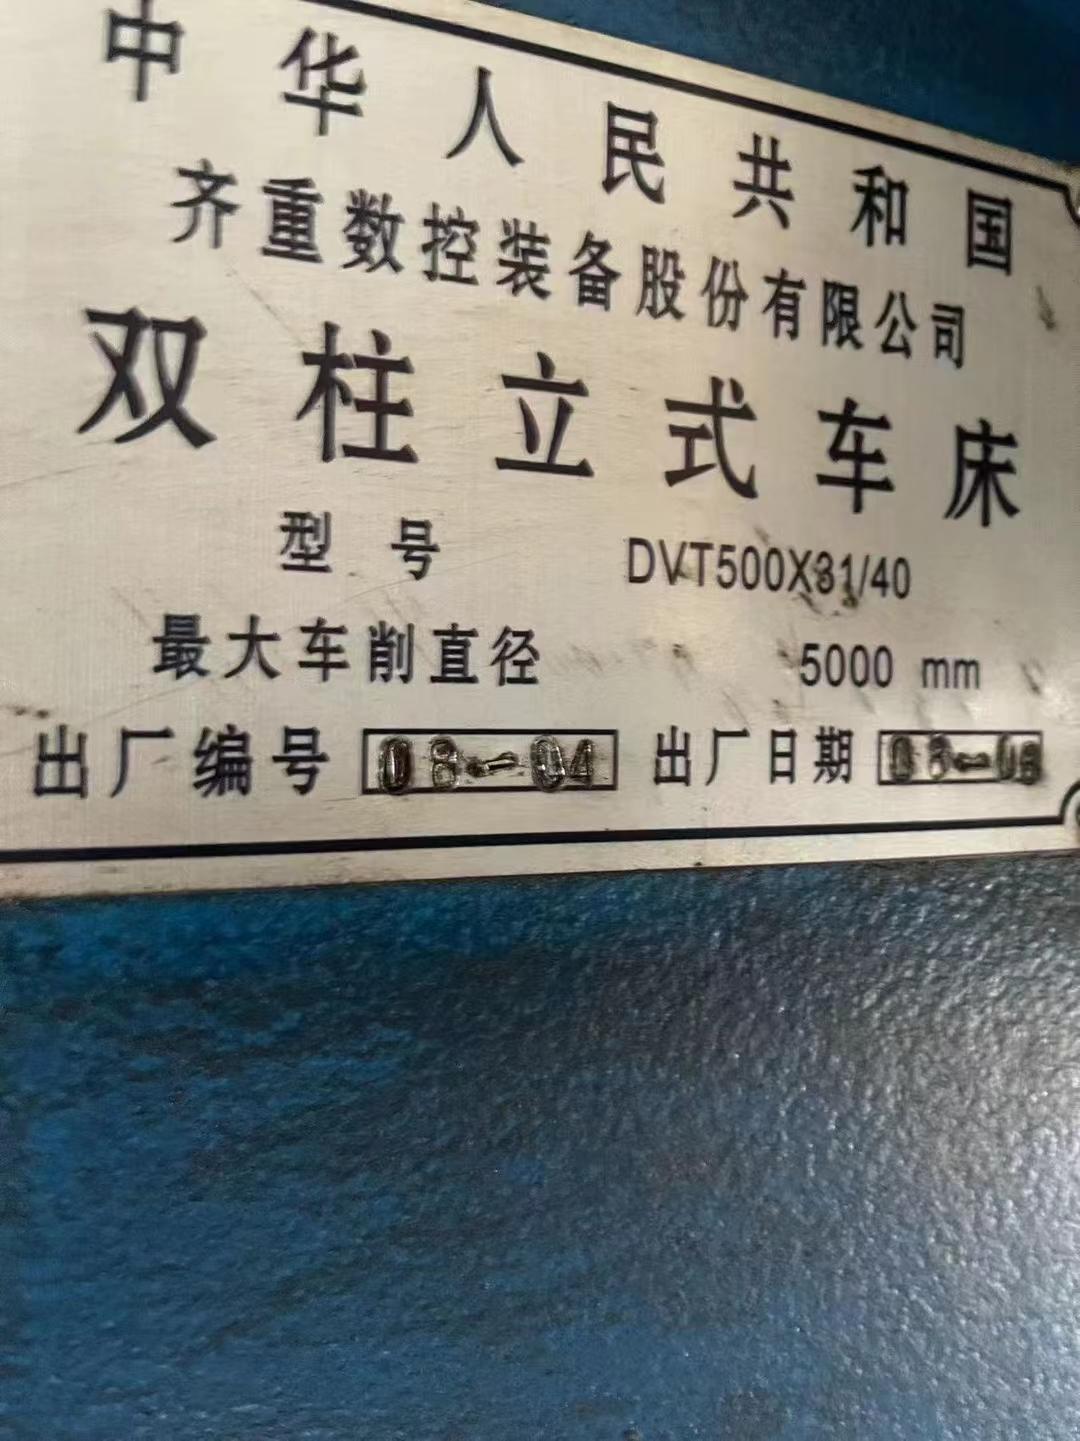 中华人民共和国
齐重数控装备股份有限公司
双柱立式车床
型号 DVT500X31/40
最大车削直径 5000 mm
出厂编号 08-04 出厂日期 08-08